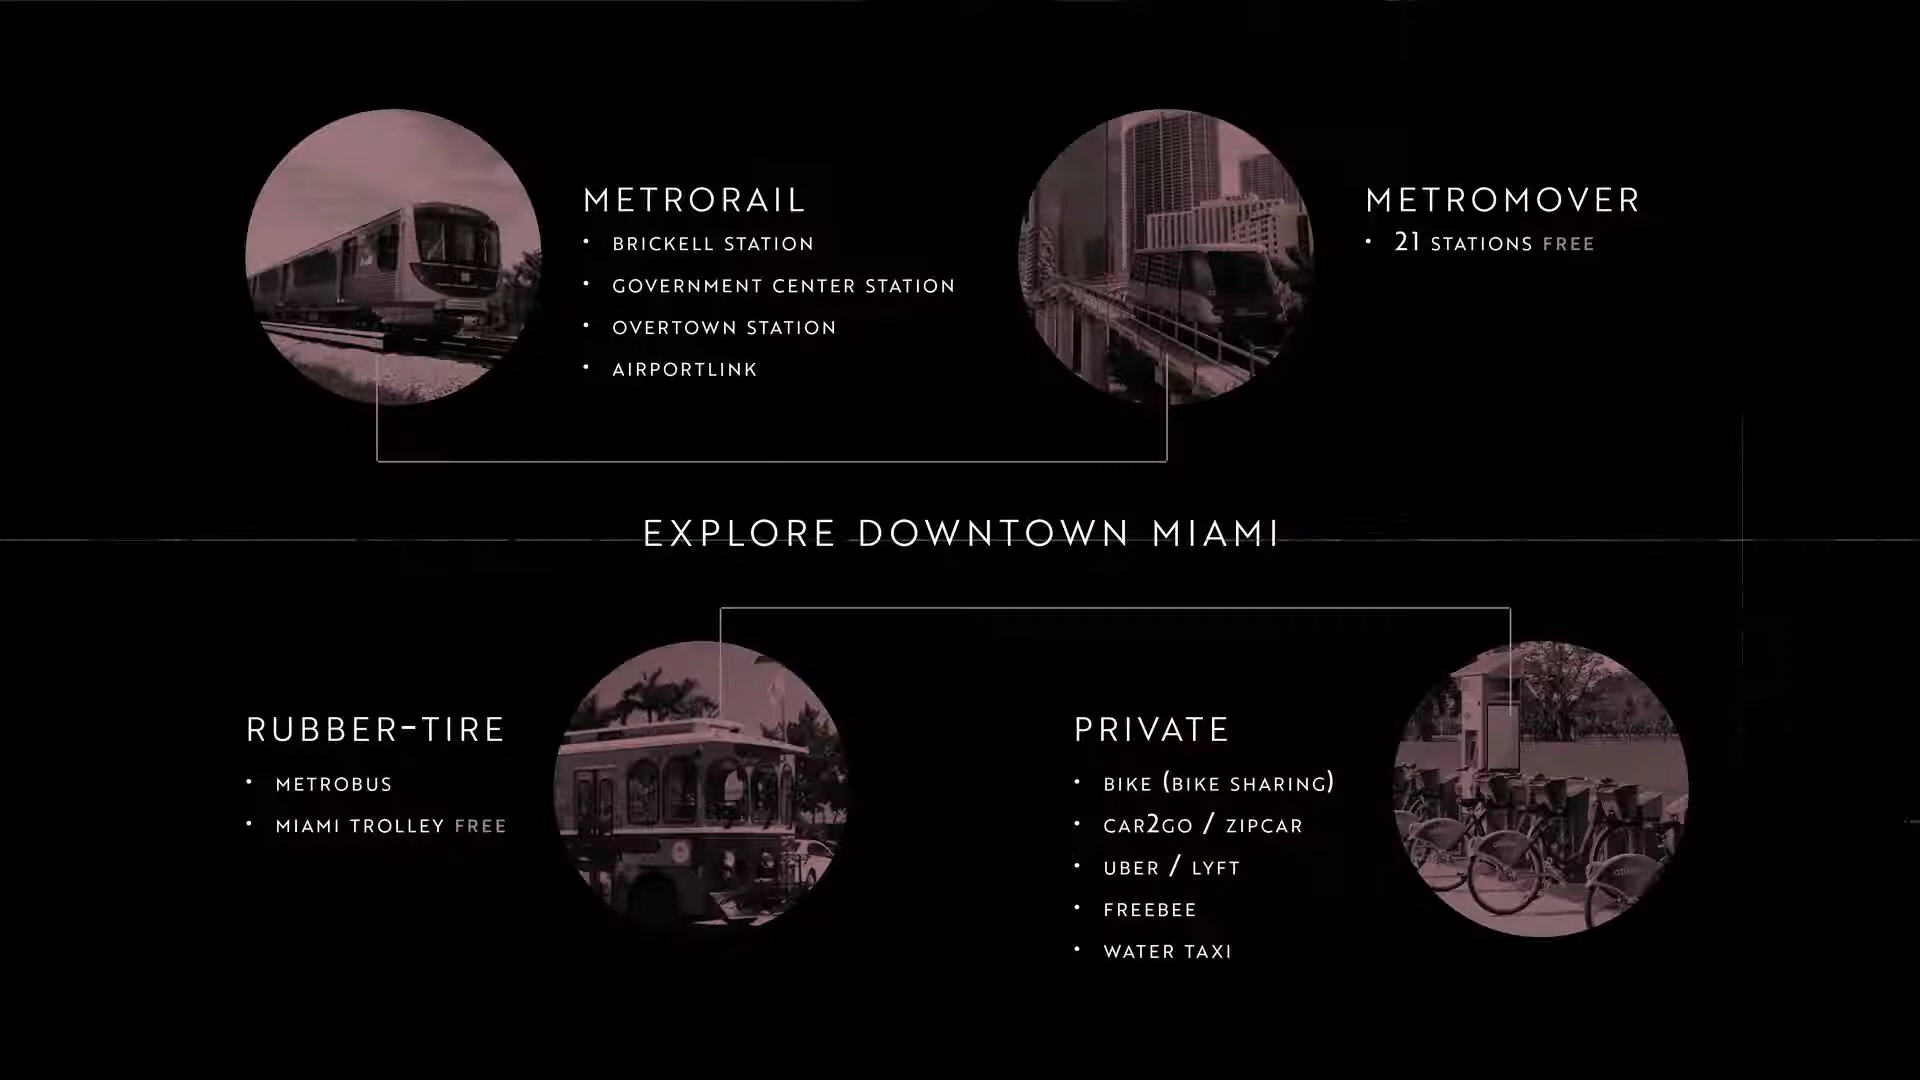 METRORAIL
• BRICKELL STATION
• GOVERNMENT CENTER STATION
• OVERTOWN STATION
• AIRPORTLINK
METROMOVER
• 21 STATIONS FREE
EXPLORE DOWNTOWN MIAMI
RUBBER-TIRE
• METROBUS
• MIAMI TROLLEY FREE
PRIVATE
• BIKE (BIKE SHARING)
• CAR2GO / ZIPCAR
• UBER / LYFT
• FREEBEE
• WATER TAXI